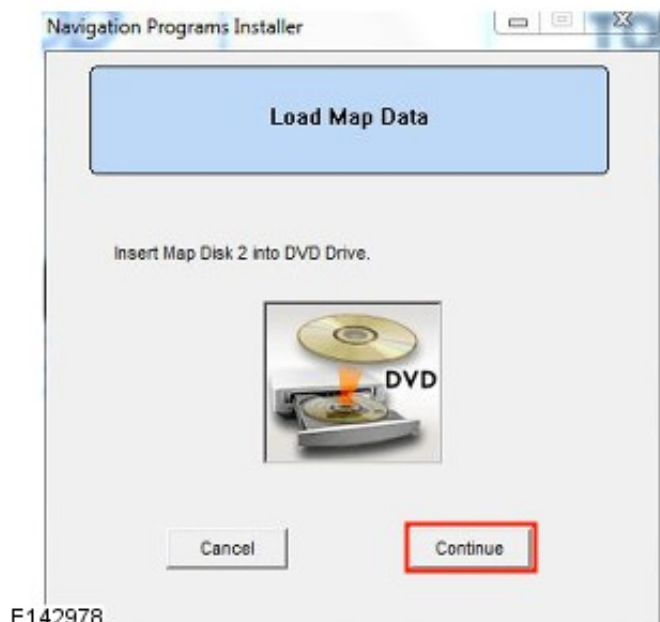 Navigation Programs Installer
Load Map Data
Insert Map Disk 2 into DVD Drive.
DVD
Cancel
Continue
E142978